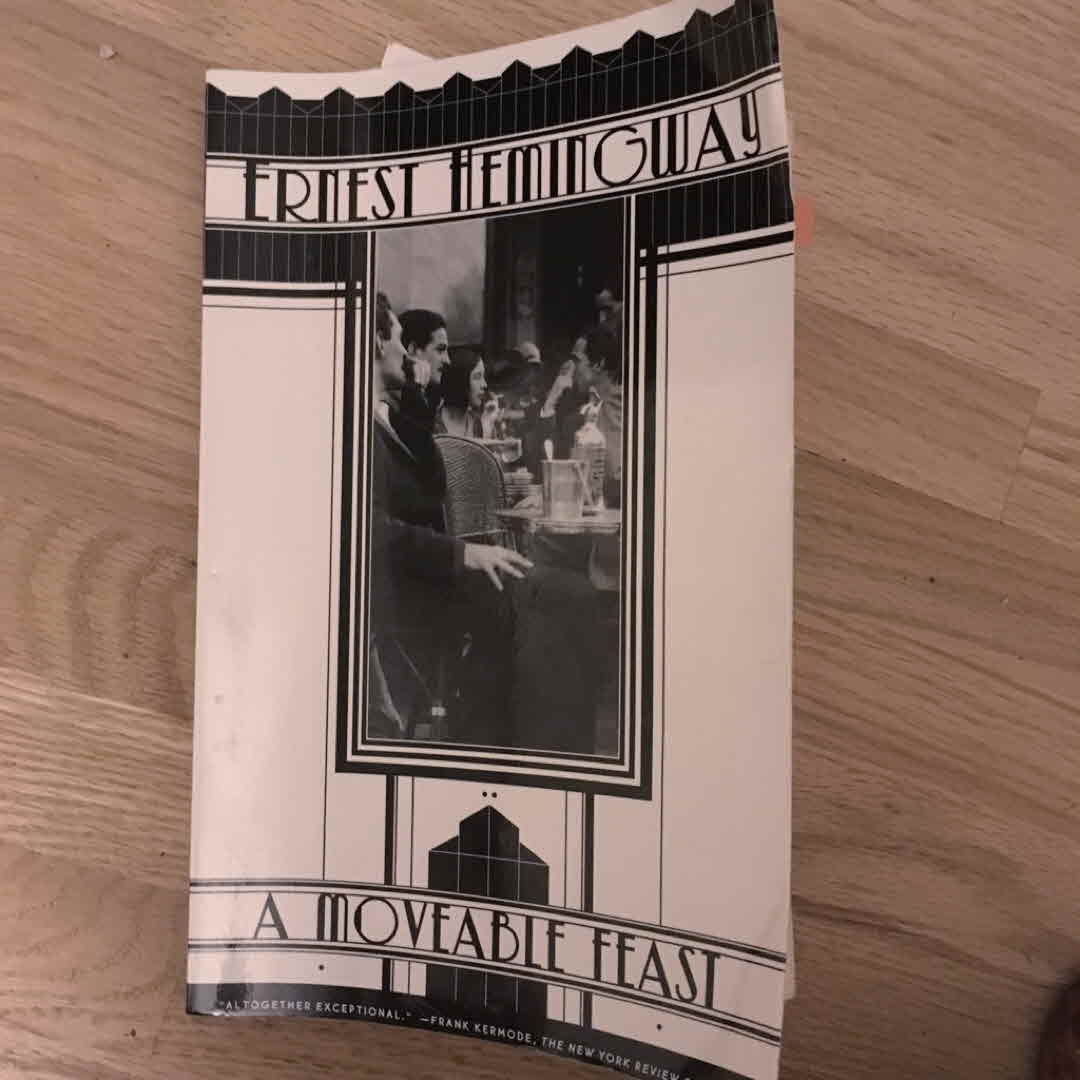 ERNEST HEMINGWAY
A MOVEABLE FEAST
"ALTOGETHER EXCEPTIONAL." —FRANK KERMODE, THE NEW YORK REVIEW